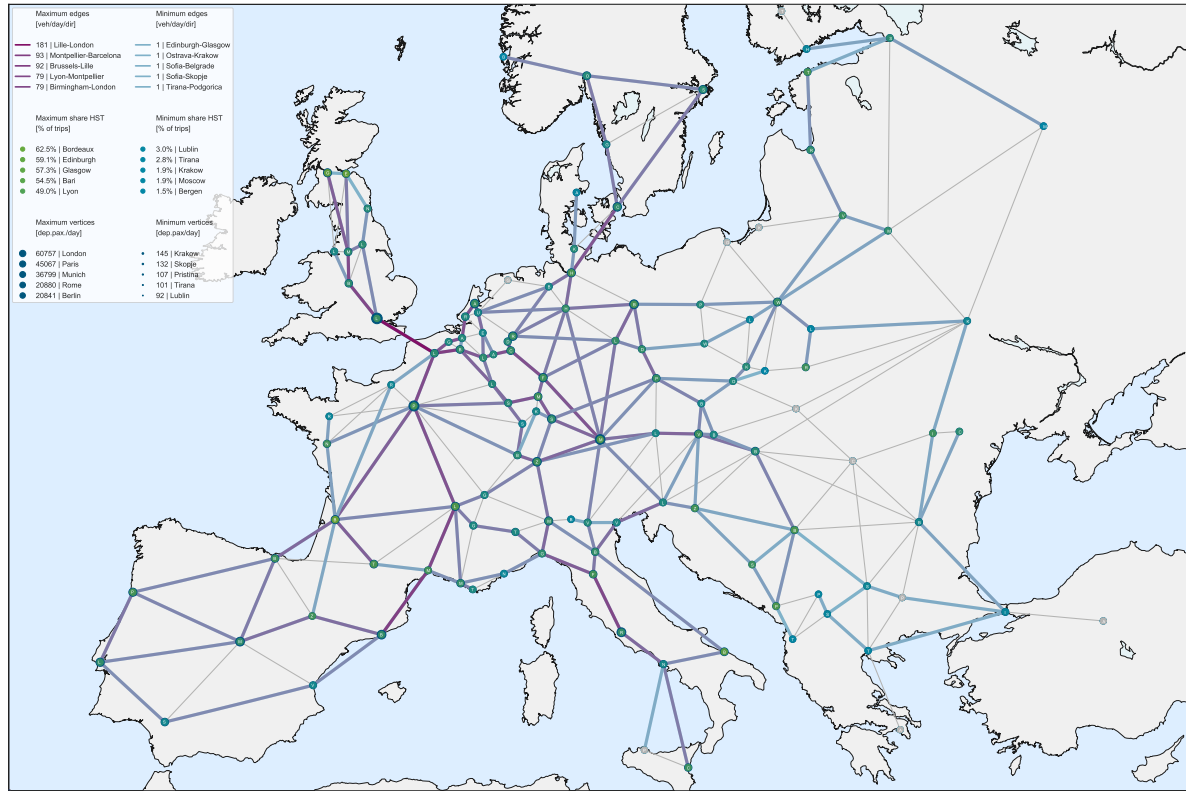 Maximum edges
[veh/day/dir]
181 | Lille-London
93 | Montpellier-Barcelona
92 | Brussels-Lille
79 | Lyon-Montpellier
79 | Birmingham-London
Minimum edges
[veh/day/dir]
1 | Edinburgh-Glasgow
1 | Ostrava-Krakow
1 | Sofia-Belgrade
1 | Sofia-Skopje
1 | Tirana-Podgorica
Maximum share HST
[% of trips]
62.5% | Bordeaux
59.1% | Edinburgh
57.3% | Glasgow
54.5% | Bari
49.0% | Lyon
Minimum share HST
[% of trips]
3.0% | Lublin
2.8% | Tirana
1.9% | Krakow
1.9% | Moscow
1.5% | Bergen
Maximum vertices
[dep.pax./day]
60757 | London
45067 | Paris
36799 | Munich
20880 | Rome
20841 | Berlin
Minimum vertices
[dep.pax/day]
145 | Krakow
132 | Skopje
107 | Pristina
101 | Tirana
92 | Lublin